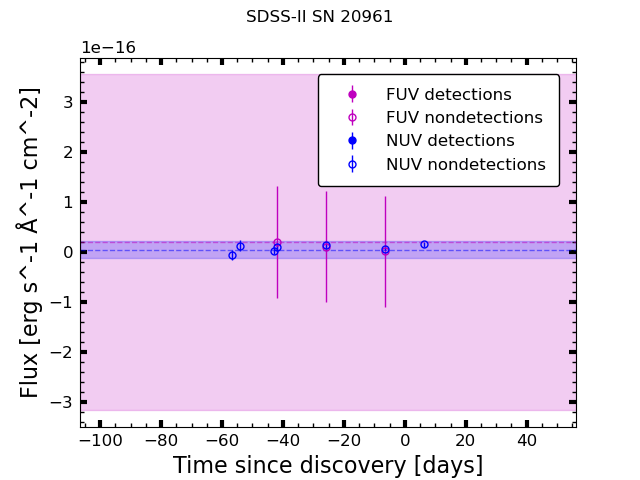 SDSS-II SN 20961
1e−16
FUV detections
FUV nondetections
NUV detections
NUV nondetections
3
2
1
0
−1
−2
−3
Flux [erg s^-1 Å^-1 cm^-2]
−100 −80 −60 −40 −20 0 20 40
Time since discovery [days]